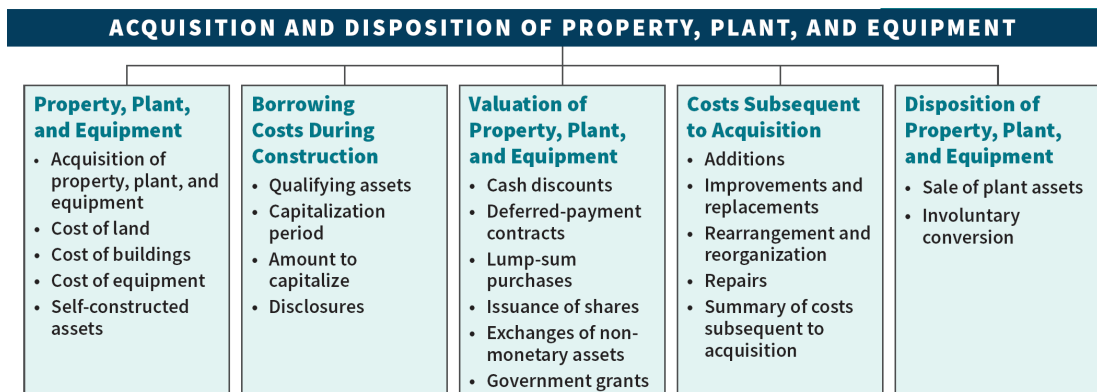 ACQUISITION AND DISPOSITION OF PROPERTY, PLANT, AND EQUIPMENT
Property, Plant,
and Equipment
• Acquisition of
property, plant, and
equipment
• Cost of land
• Cost of buildings
• Cost of equipment
• Self-constructed
assets
Borrowing
Costs During
Construction
• Qualifying assets
• Capitalization
period
• Amount to
capitalize
• Disclosures
Valuation of
Property, Plant,
and Equipment
• Cash discounts
• Deferred-payment
contracts
• Lump-sum
purchases
• Issuance of shares
• Exchanges of non-
monetary assets
• Government grants
Costs Subsequent
to Acquisition
• Additions
• Improvements and
replacements
• Rearrangement and
reorganization
• Repairs
• Summary of costs
subsequent to
acquisition
Disposition of
Property, Plant,
and Equipment
• Sale of plant assets
• Involuntary
conversion